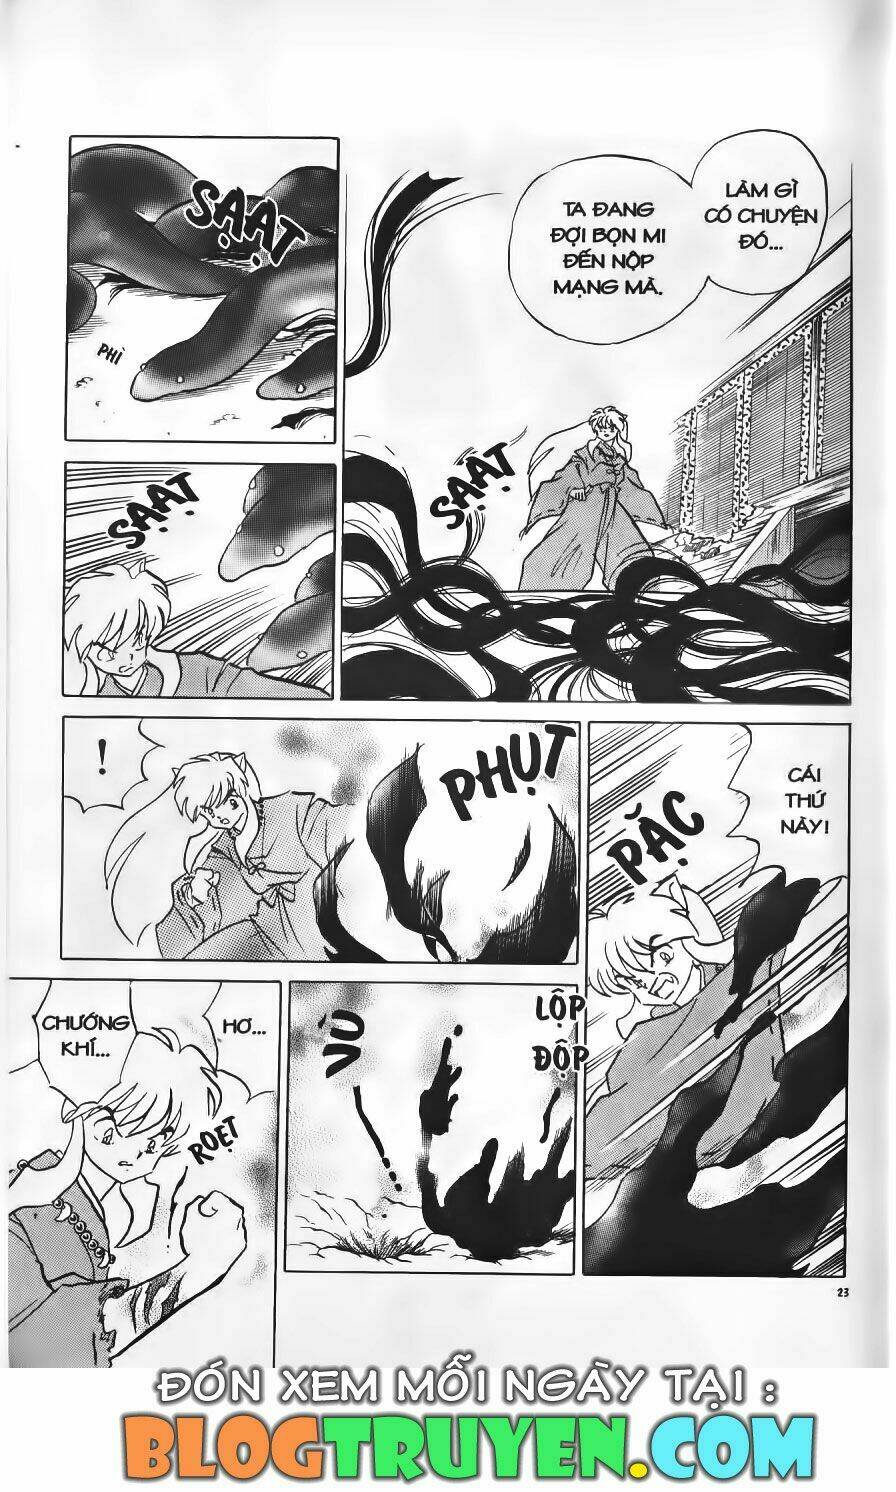 LÀM GÌ
CÓ CHUYỆN
ĐÓ...
TA ĐANG
ĐỢI BỌN MI
ĐẾN NỘP
MẠNG MÀ.
SẠẠT
SẠẠT
PHÌ
SẠẠT
CÁI
THỨ
NÀY!
PẶC
PHỤT
!
LỘP
ĐỘP
VÙ
HƠ...
CHƯỚNG
KHÍ...
ROẸT
23
ĐÓN XEM MỖI NGÀY TẠI :
BLOGTRUYEN.COM